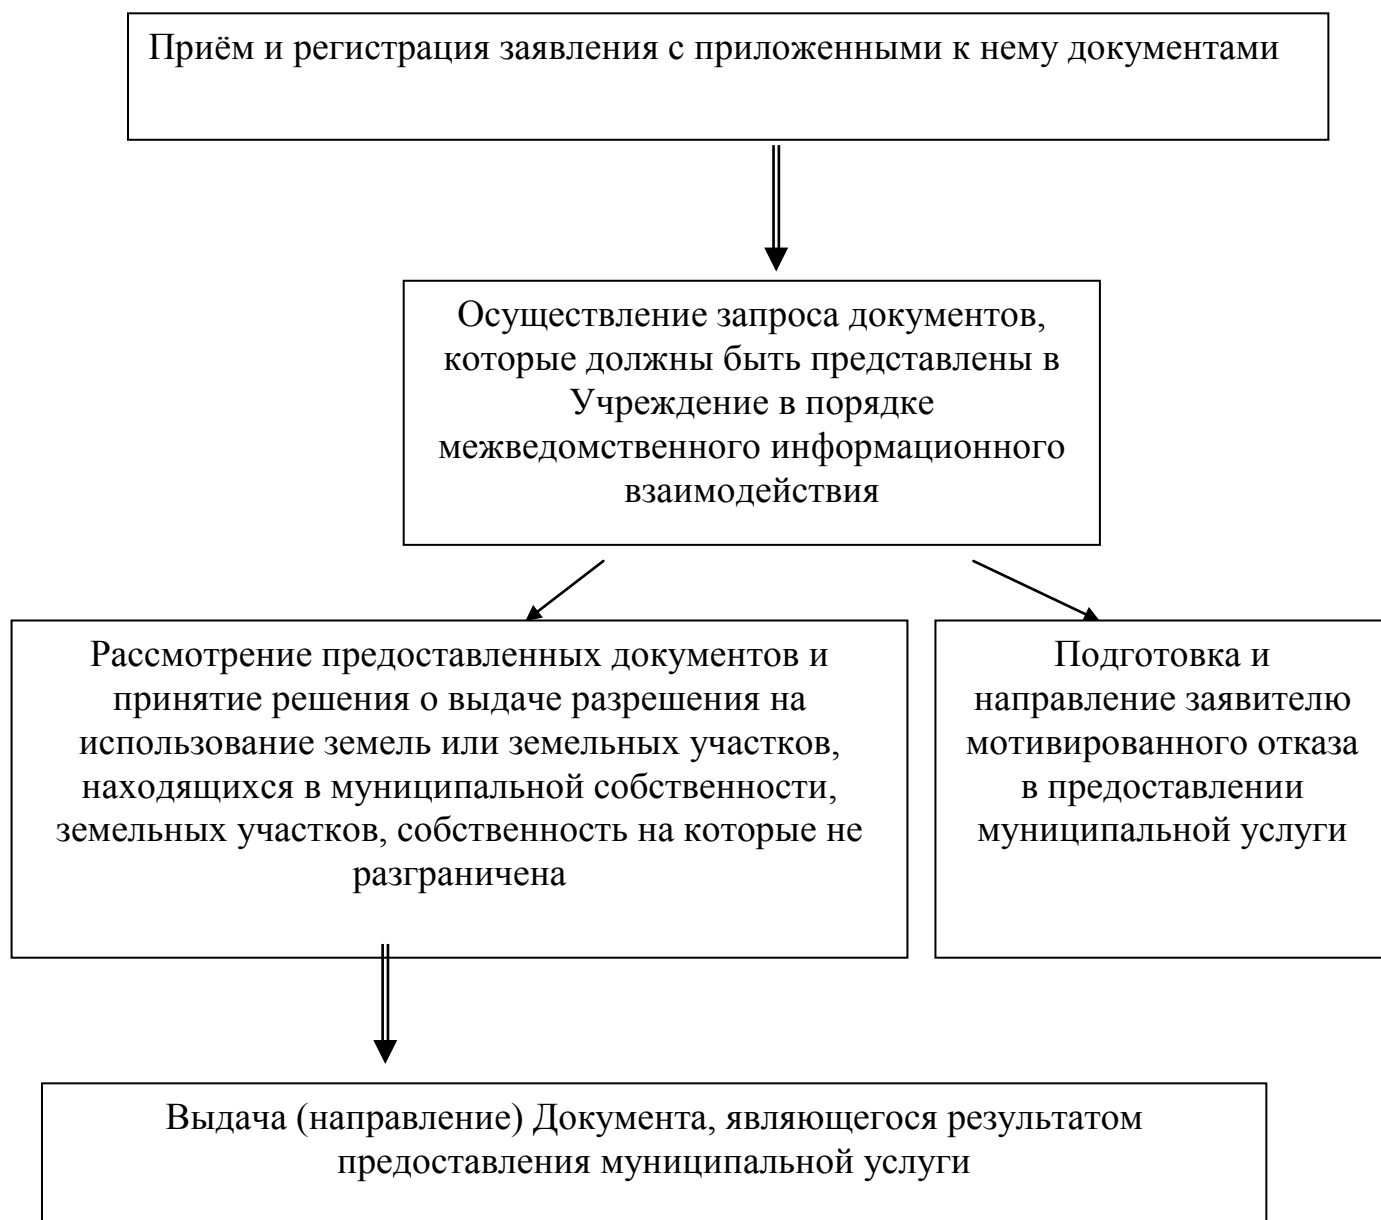 Приём и регистрация заявления с приложенными к нему документами
Осуществление запроса документов,
которые должны быть представлены в
Учреждение в порядке
межведомственного информационного
взаимодействия
Рассмотрение предоставленных документов и
принятие решения о выдаче разрешения на
использование земель или земельных участков,
находящихся в муниципальной собственности,
земельных участков, собственность на которые не
разграничена
Подготовка и
направление заявителю
мотивированного отказа
в предоставлении
муниципальной услуги
Выдача (направление) Документа, являющегося результатом
предоставления муниципальной услуги